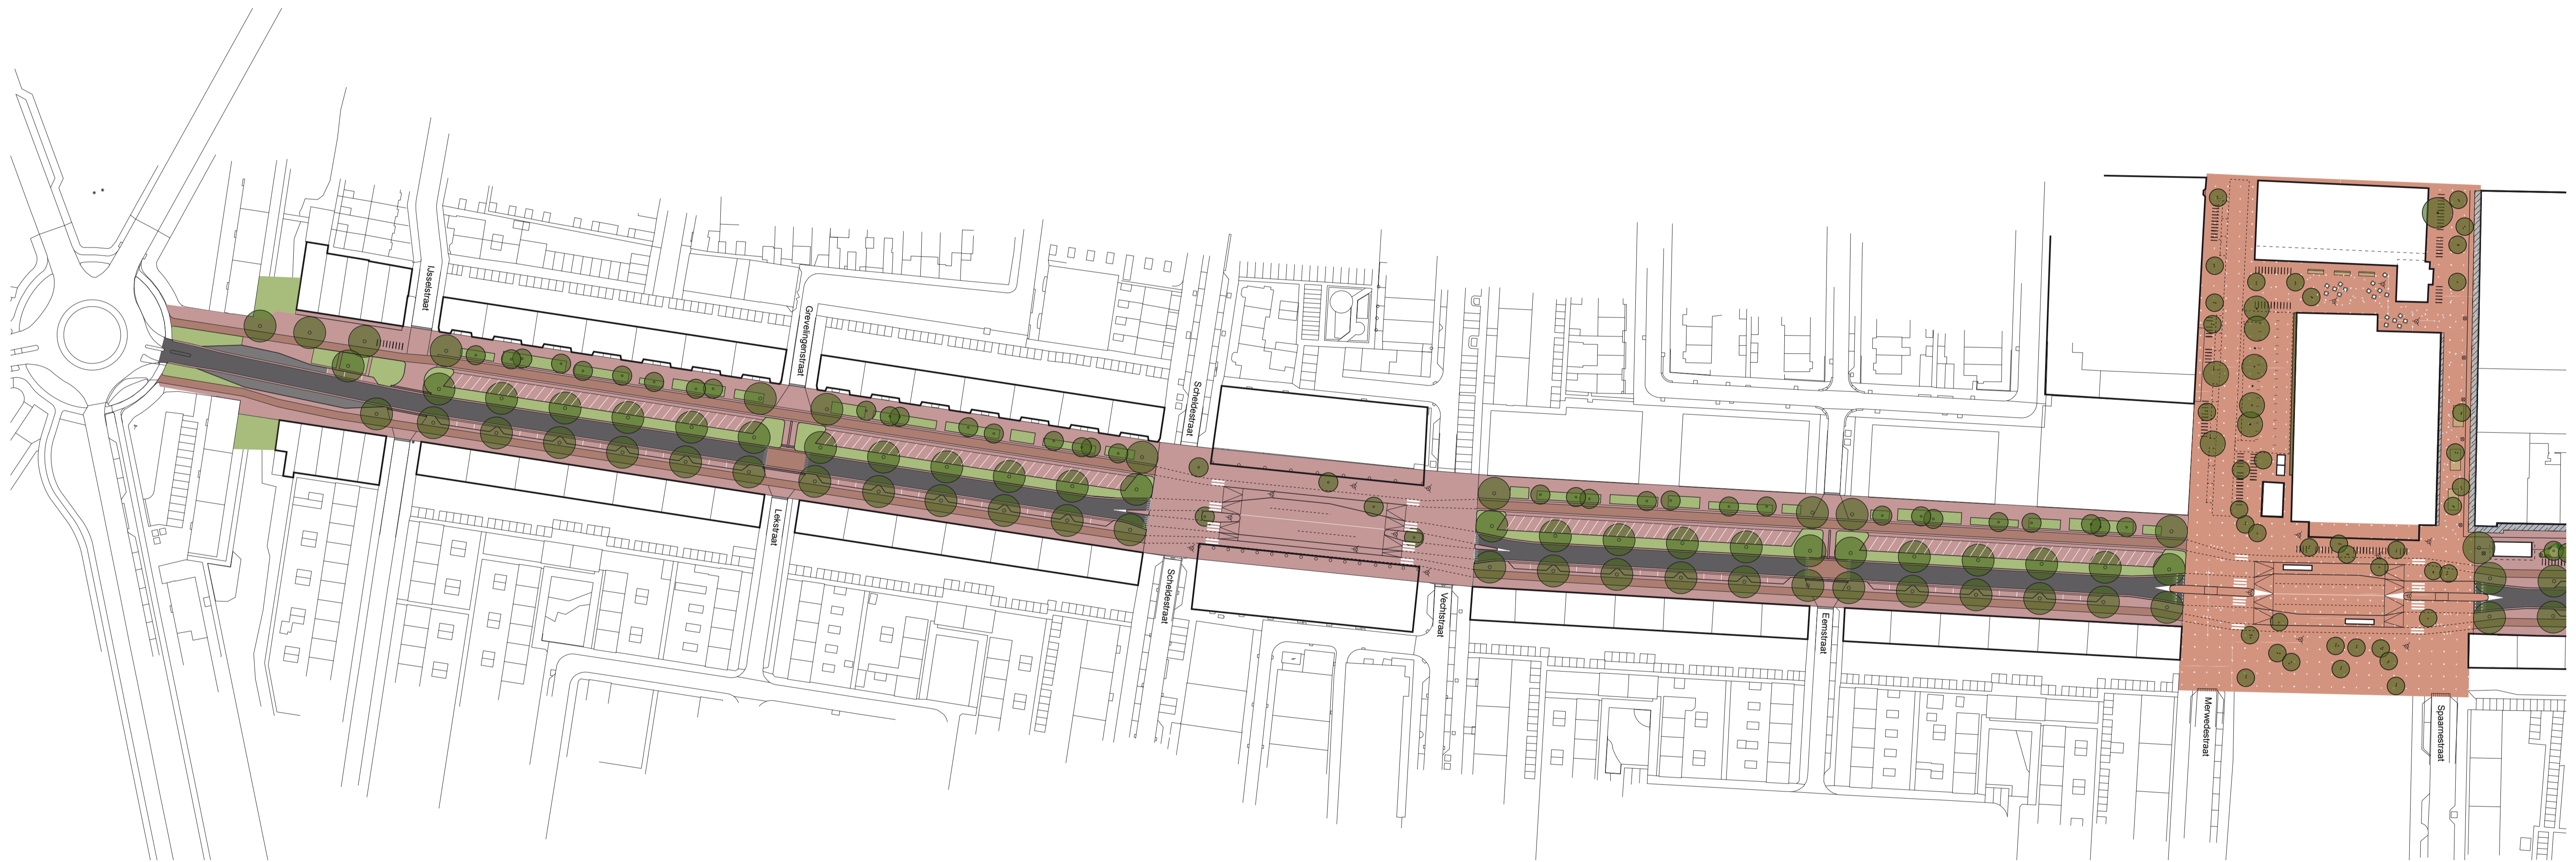 IJsselstraat
Grevelingenstraat
Lekstraat
Scheldestraat
Scheldestraat
Vechtstraat
Eemstraat
Merwedestraat
Spaarnestraat